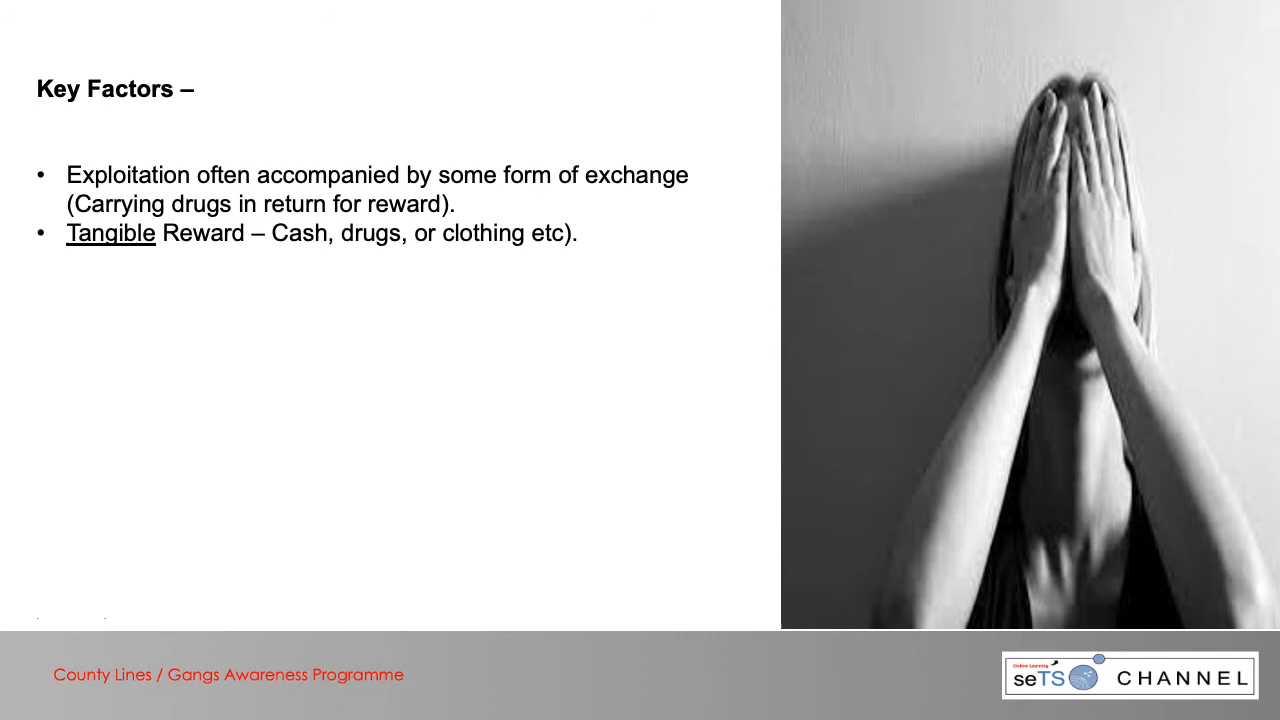 Key Factors –
• Exploitation often accompanied by some form of exchange
(Carrying drugs in return for reward).
• Tangible Reward – Cash, drugs, or clothing etc).
County Lines / Gangs Awareness Programme
Online Learning
seTS CHANNEL